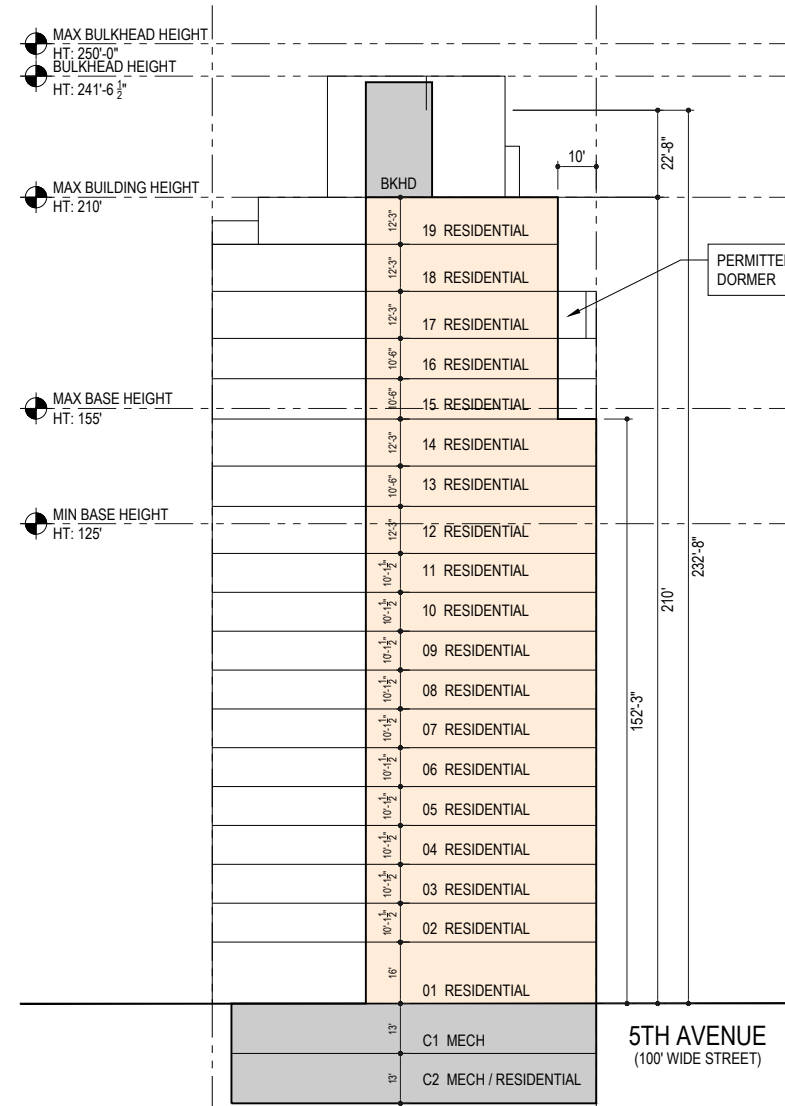 MAX BULKHEAD HEIGHT
HT: 250'-0"
BULKHEAD HEIGHT
HT: 241'-6 1/2"
10'
22'-8"
BKHD
MAX BUILDING HEIGHT
HT: 210'
12'-3" 19 RESIDENTIAL
12'-3" 18 RESIDENTIAL
PERMITTE
DORMER
12'-3" 17 RESIDENTIAL
10'-6" 16 RESIDENTIAL
MAX BASE HEIGHT
HT: 155'
10'-6" 15 RESIDENTIAL
12'-3" 14 RESIDENTIAL
10'-6" 13 RESIDENTIAL
MIN BASE HEIGHT
HT: 125'
12'-3" 12 RESIDENTIAL
232'-8"
10'-1 1/2" 11 RESIDENTIAL
210'
10'-1 1/2" 10 RESIDENTIAL
10'-1 1/2" 09 RESIDENTIAL
10'-1 1/2" 08 RESIDENTIAL
152'-3"
10'-1 1/2" 07 RESIDENTIAL
10'-1 1/2" 06 RESIDENTIAL
10'-1 1/2" 05 RESIDENTIAL
10'-1 1/2" 04 RESIDENTIAL
10'-1 1/2" 03 RESIDENTIAL
10'-1 1/2" 02 RESIDENTIAL
16' 01 RESIDENTIAL
13' C1 MECH
13' C2 MECH / RESIDENTIAL
5TH AVENUE
(100' WIDE STREET)